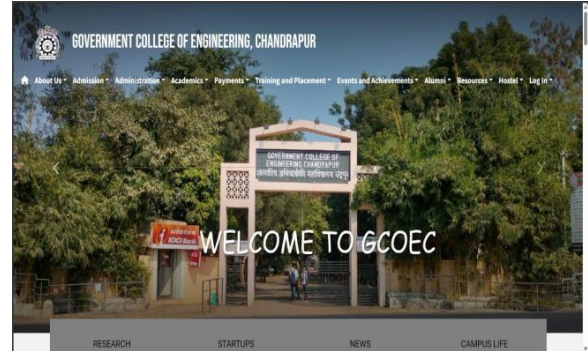 GOVERNMENT COLLEGE OF ENGINEERING, CHANDRAPUR
About Us Admission Administration Academics Payments Training and Placement Events and Achievements Alumni Resources Hostel Log In
GOVERNMENT COLLEGE OF
ENGINEERING, CHANDRAPUR
ICICI Bank
WELCOME TO GCOEC
RESEARCH STARTUPS NEWS CAMPUS LIFE